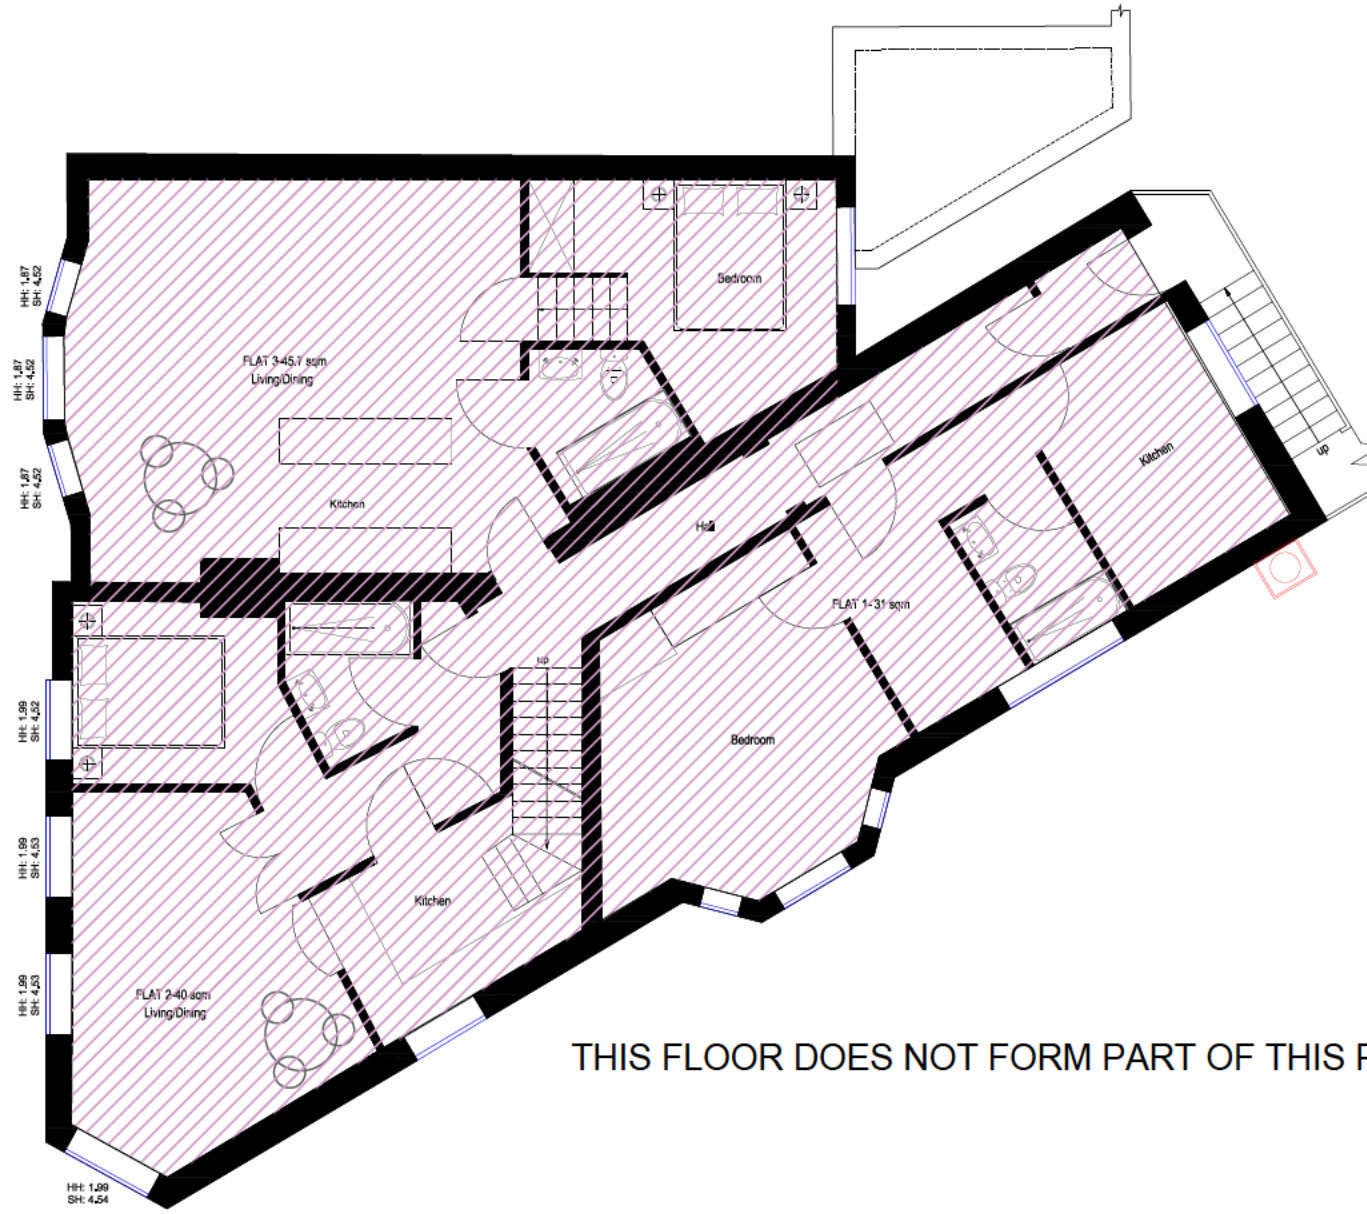 Bedroom
HH: 1.87
SH: 4.52
HH: 1.87
SH: 4.52
FLAT 3-45.7 sqm
Living/Dining
HH: 1.87
SH: 4.52
Kitchen
Kitchen
up
Hall
FLAT 1- 31 sqm
up
HH: 1.99
SH: 4.52
Bedroom
HH: 1.99
SH: 4.53
Kitchen
HH: 1.99
SH: 4.53
FLAT 2-40 sqm
Living/Dining
THIS FLOOR DOES NOT FORM PART OF THIS
HH: 1.99
SH: 4.54